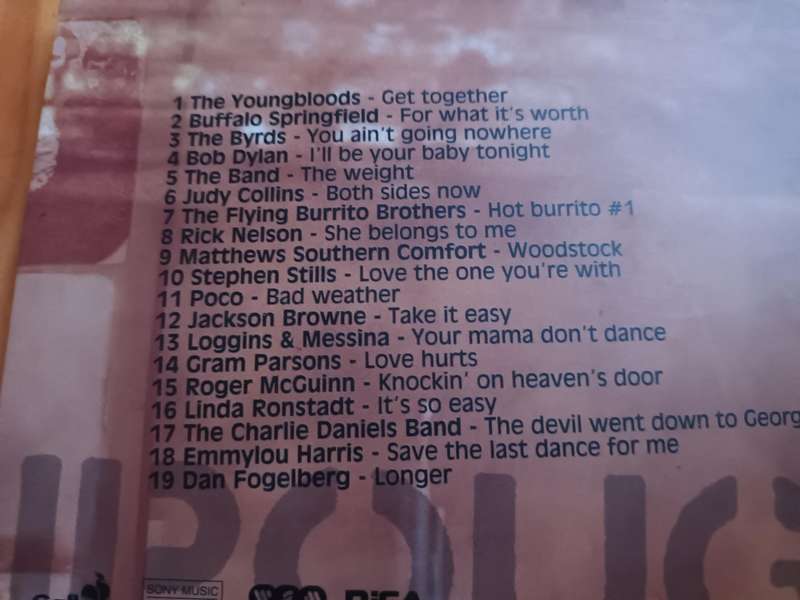 1 The Youngbloods - Get together
2 Buffalo Springfield - For what it's worth
3 The Byrds - You ain't going nowhere
4 Bob Dylan - I'll be your baby tonight
5 The Band - The weight
6 Judy Collins - Both sides now
7 The Flying Burrito Brothers - Hot burrito #1
8 Rick Nelson - She belongs to me
9 Matthews Southern Comfort - Woodstock
10 Stephen Stills - Love the one you're with
11 Poco - Bad weather
12 Jackson Browne - Take it easy
13 Loggins & Messina - Your mama don't dance
14 Gram Parsons - Love hurts
15 Roger McGuinn - Knockin' on heaven's door
16 Linda Ronstadt - It's so easy
17 The Charlie Daniels Band - The devil went down to Georg
18 Emmylou Harris - Save the last dance for me
19 Dan Fogelberg - Longer
SONY MUSIC